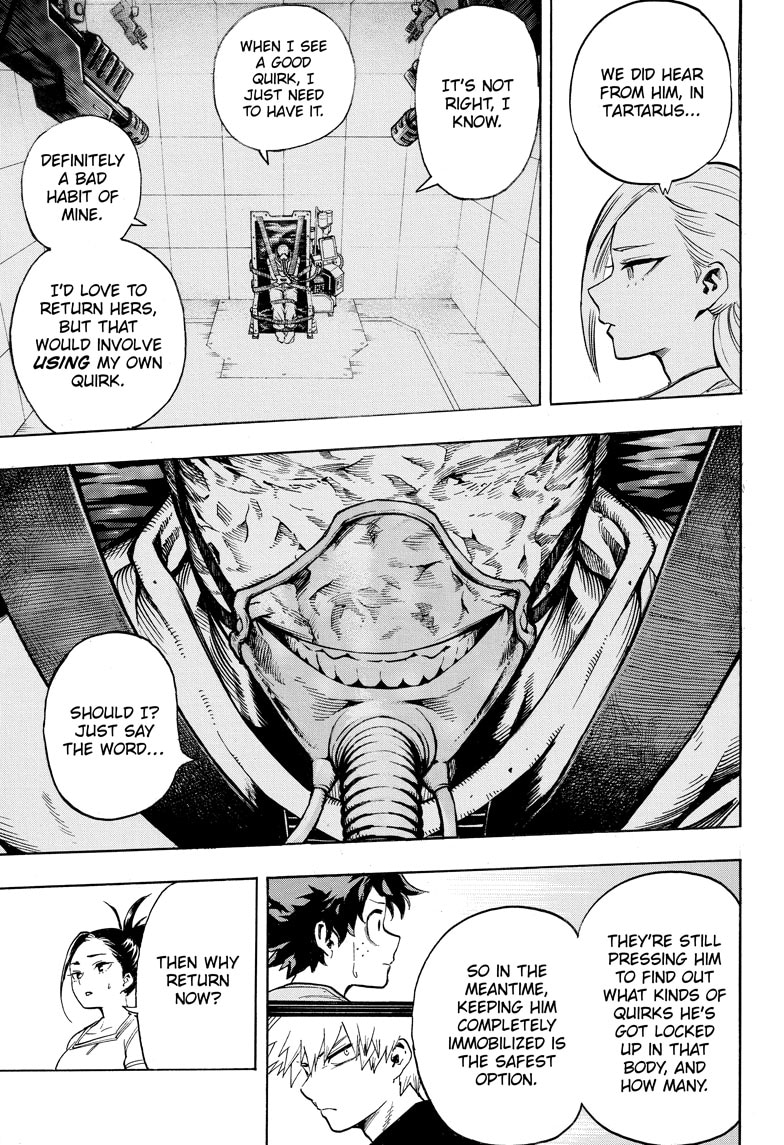 WE DID HEAR
FROM HIM, IN
TARTARUS...
IT'S NOT
RIGHT, I
KNOW.
WHEN I SEE
A GOOD
QUIRK, I
JUST NEED
TO HAVE IT.
DEFINITELY
A BAD
HABIT OF
MINE.
I'D LOVE TO
RETURN HERS,
BUT THAT
WOULD INVOLVE
USING MY OWN
QUIRK.
SHOULD I?
JUST SAY
THE WORD...
THEY'RE STILL
PRESSING HIM
TO FIND OUT
WHAT KINDS OF
QUIRKS HE'S
GOT LOCKED
UP IN THAT
BODY, AND
HOW MANY.
SO IN THE
MEANTIME,
KEEPING HIM
COMPLETELY
IMMOBILIZED IS
THE SAFEST
OPTION.
THEN WHY
RETURN
NOW?